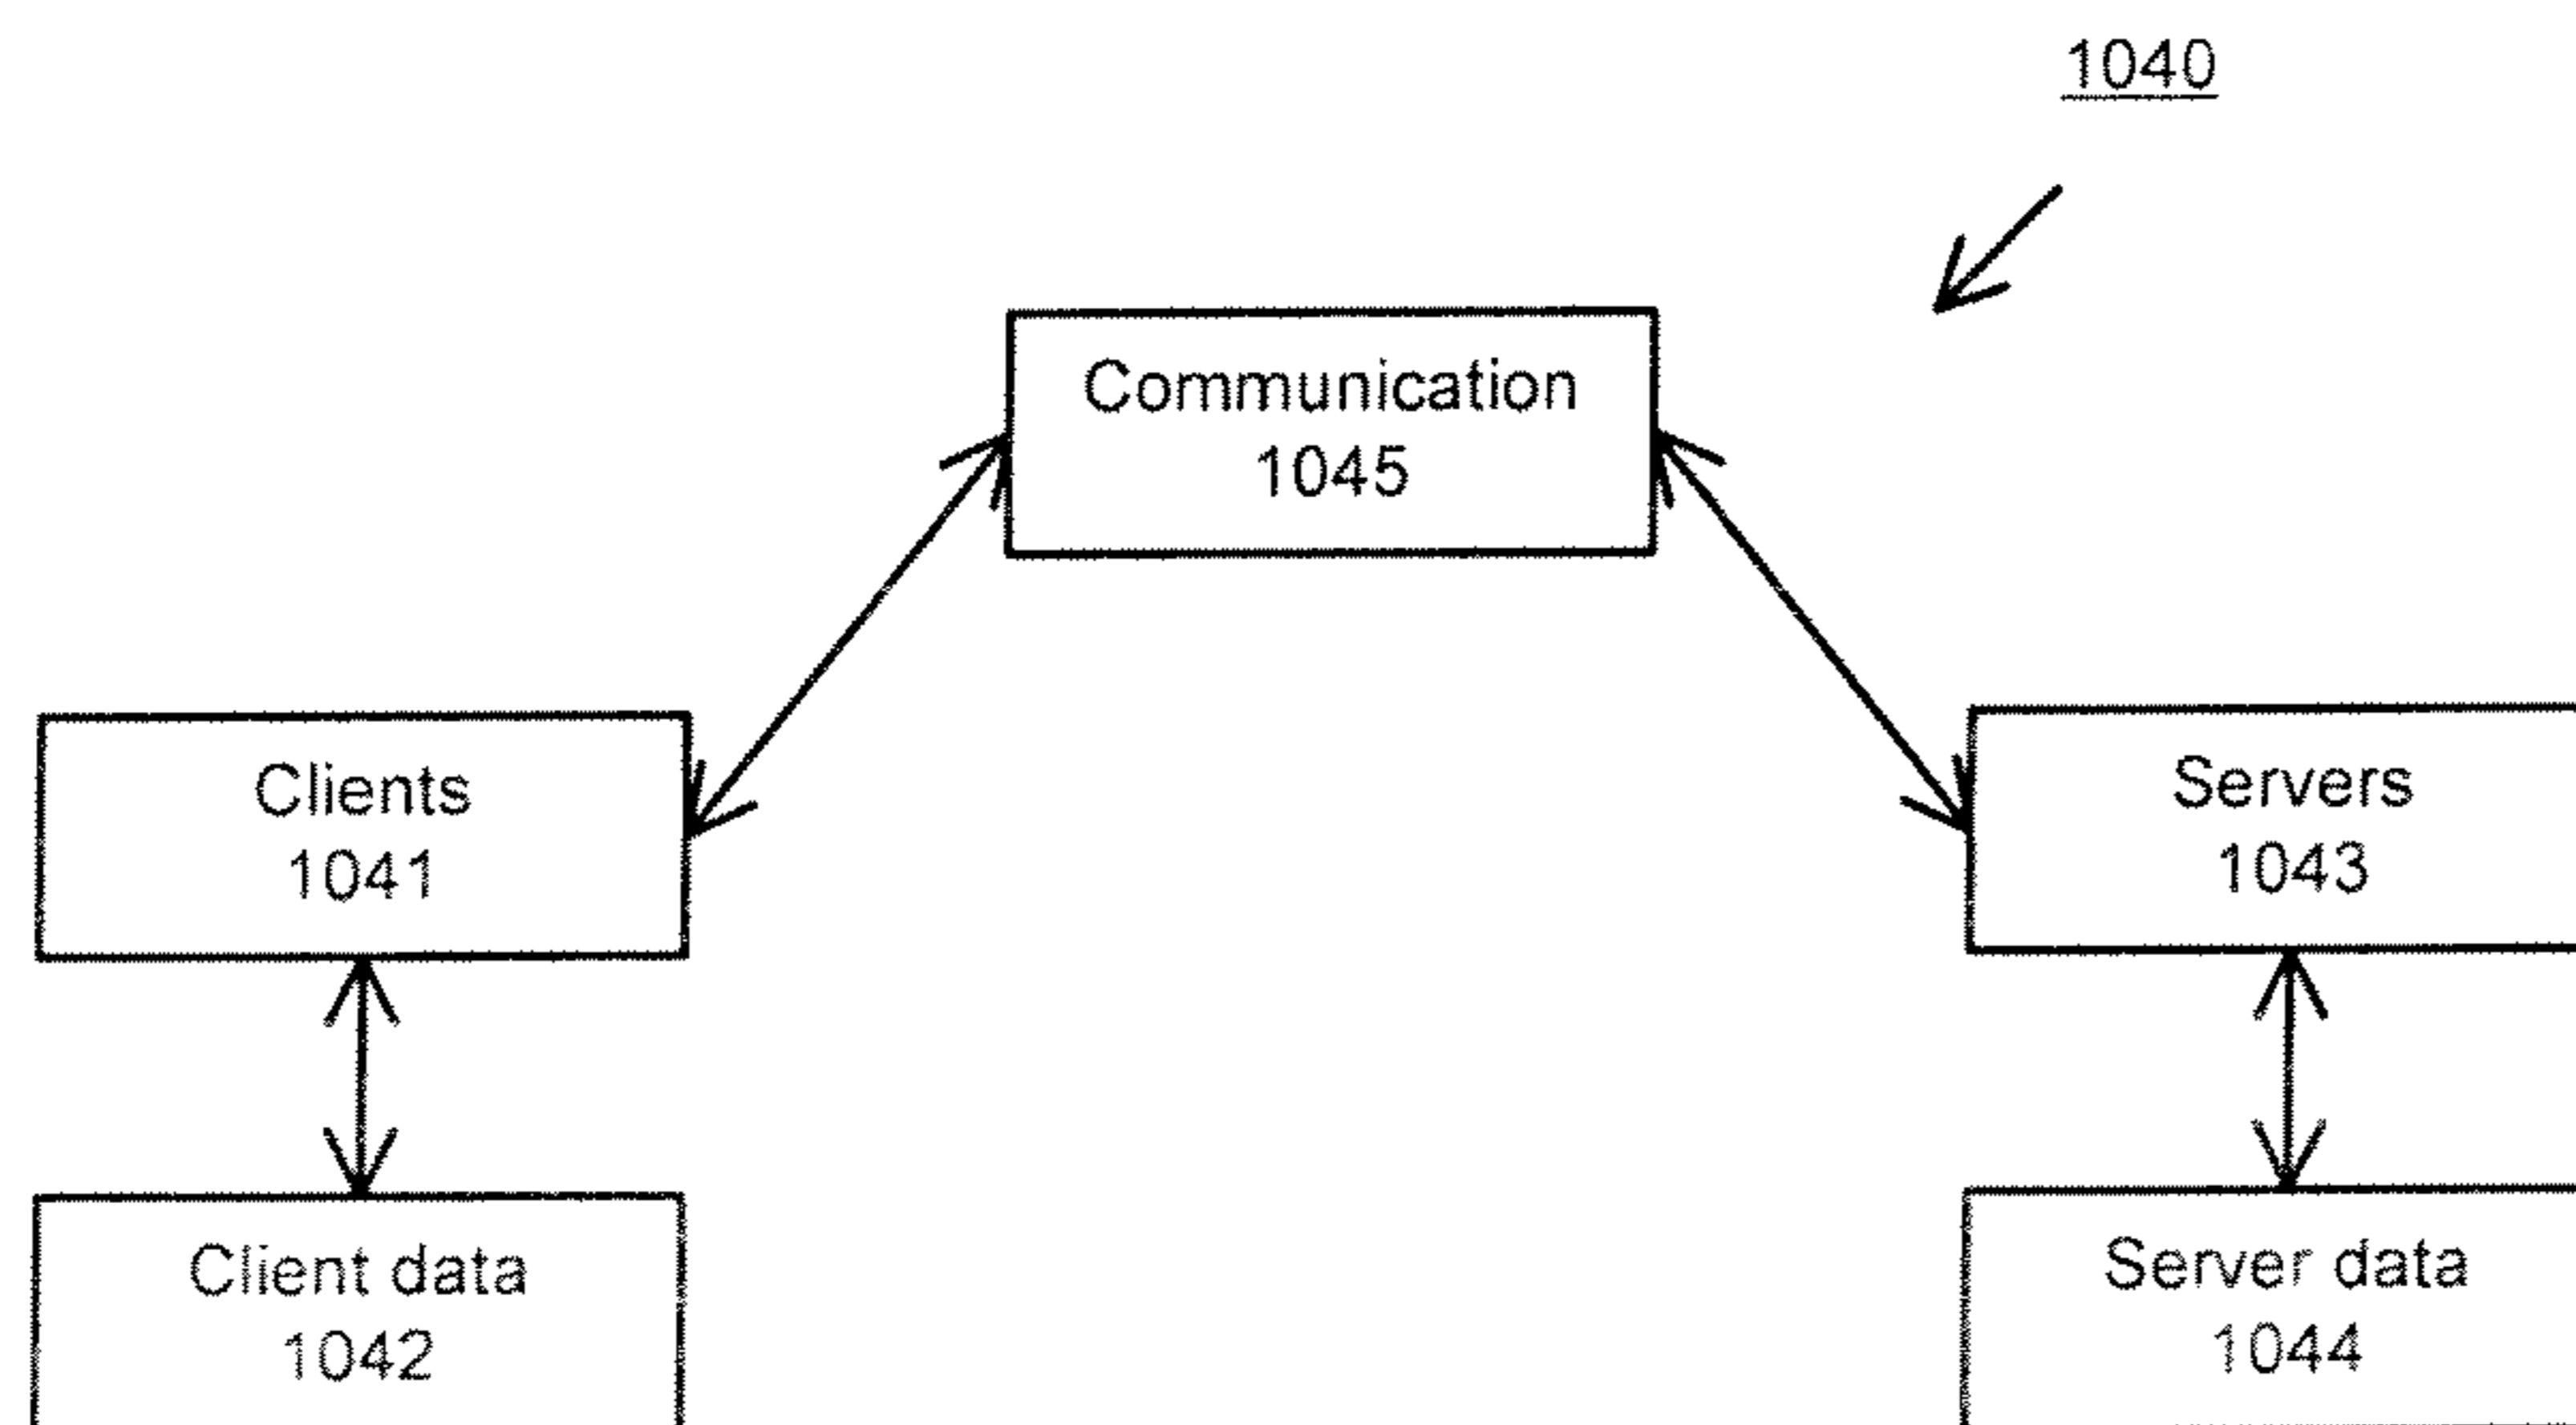 1040
Communication
1045
Clients
1041
Servers
1043
Client data
1042
Server data
1044